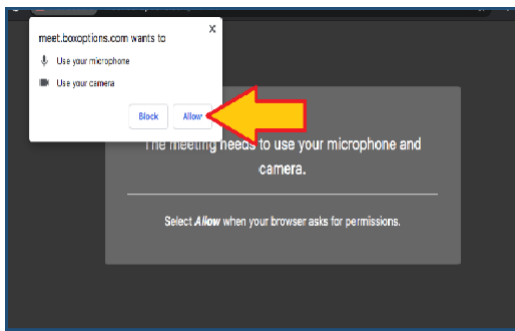 meet.boxoptions.com wants to
X
Use your microphone
Use your camera
Block
Allow
The meeting needs to use your microphone and
camera.
Select Allow when your browser asks for permissions.